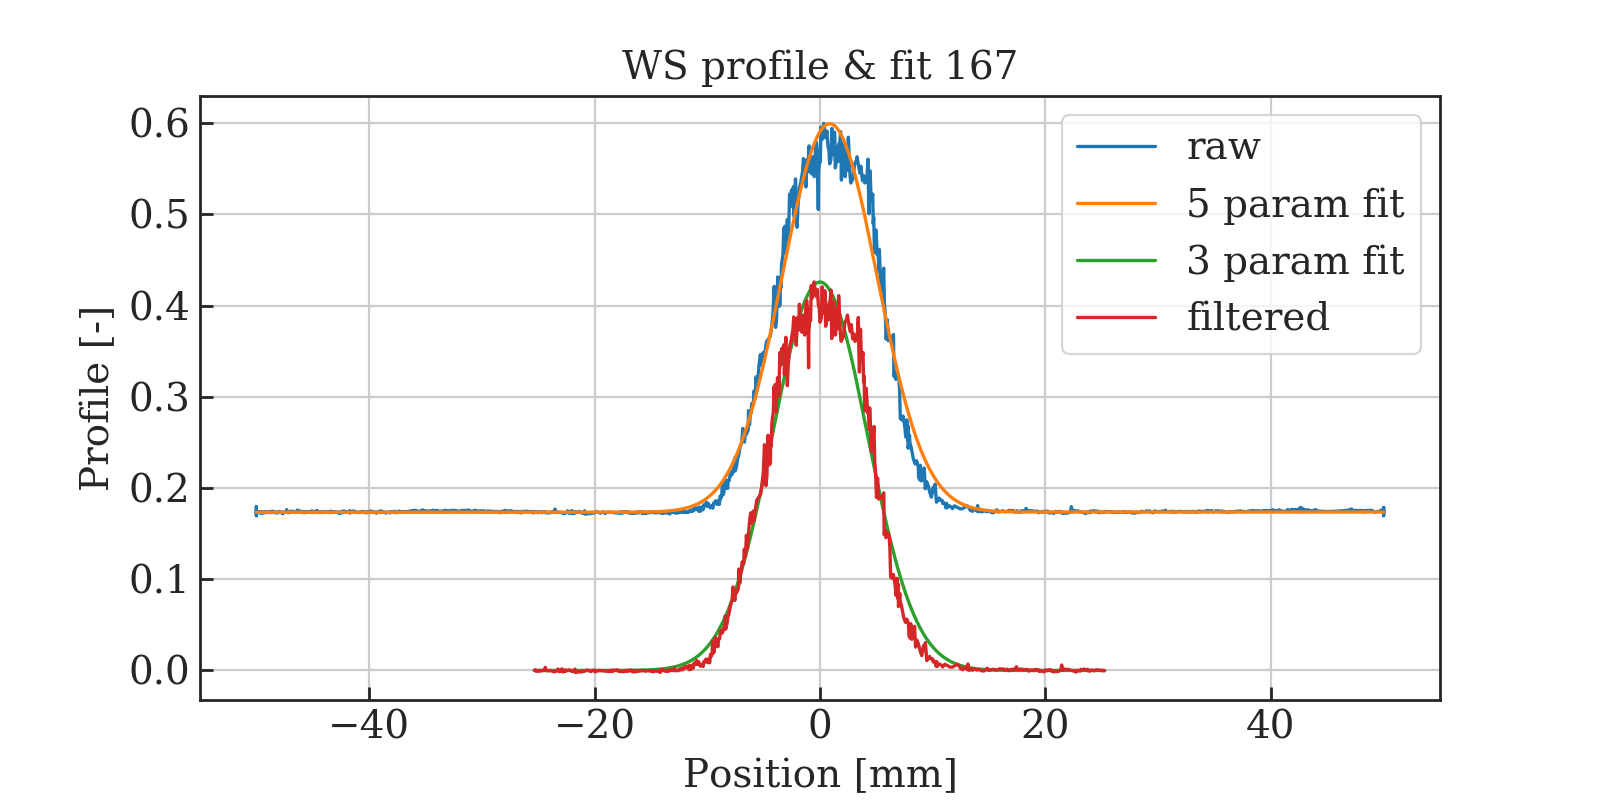 WS profile & fit 167
0.6
0.5
0.4
0.3
0.2
0.1
0.0
Profile [-]
raw
5 param fit
3 param fit
filtered
−40
−20
0
20
40
Position [mm]